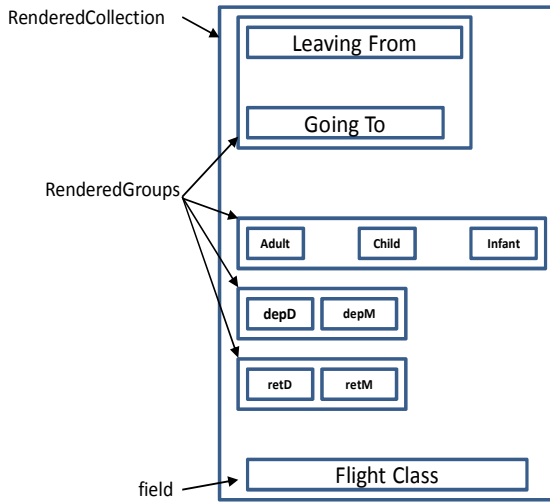 RenderedCollection
Leaving From
Going To
RenderedGroups
Adult Child Infant
depD depM
retD retM
Flight Class
field